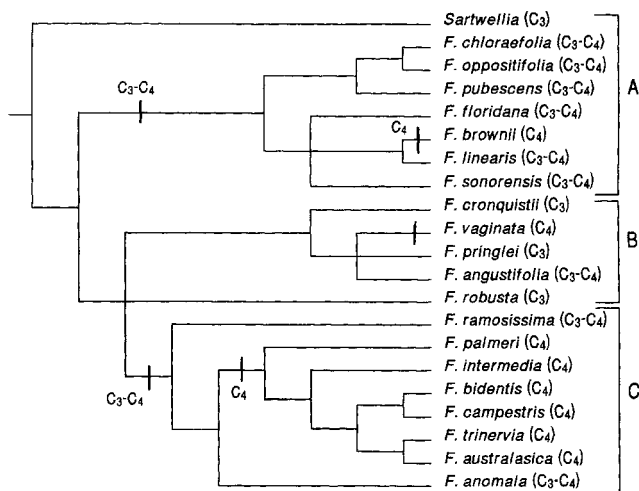 Sartwellia (C₃)
F. chloraefolia (C₃-C₄)
F. oppositifolia (C₃-C₄)
F. pubescens (C₃-C₄)
C₃-C₄
A
F. floridana (C₃-C₄)
C₄
F. brownii (C₄)
F. linearis (C₃-C₄)
F. sonorensis (C₃-C₄)
F. cronquistii (C₃)
F. vaginata (C₄)
B
F. pringlei (C₃)
F. angustifolia (C₃-C₄)
F. robusta (C₃)
F. ramosissima (C₃-C₄)
F. palmeri (C₄)
C₃-C₄
C₄
F. intermedia (C₄)
C
F. bidentis (C₄)
F. campestris (C₄)
F. trinervia (C₄)
F. australasica (C₄)
F. anomala (C₃-C₄)